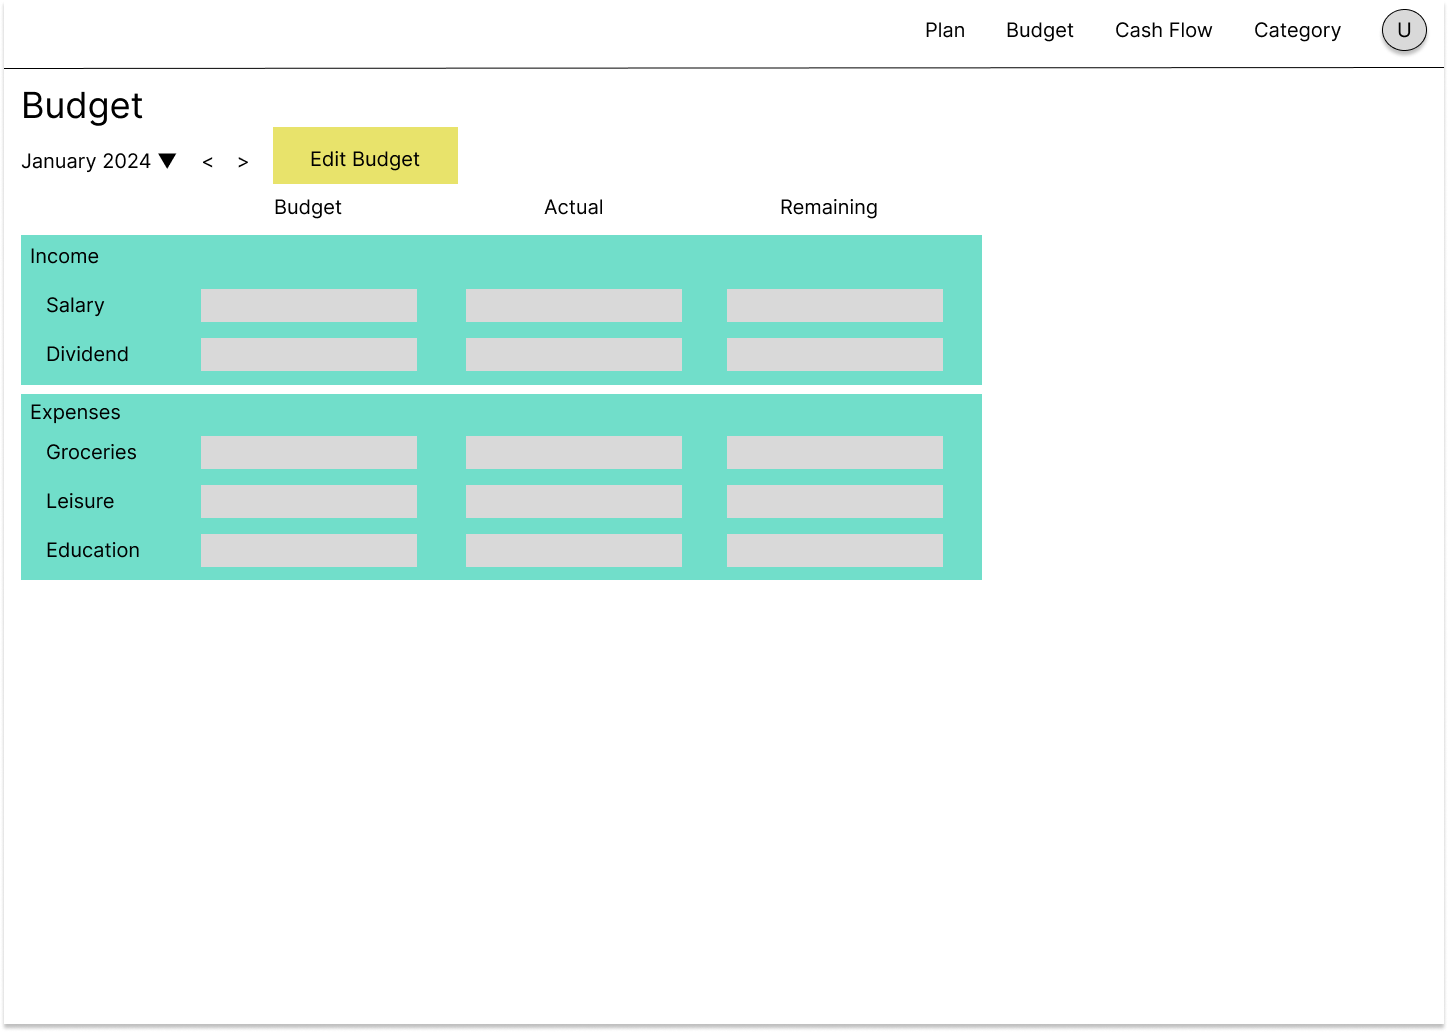 Plan Budget Cash Flow Category U
Budget
January 2024 ▼ < > Edit Budget
Budget Actual Remaining
Income
Salary
Dividend
Expenses
Groceries
Leisure
Education